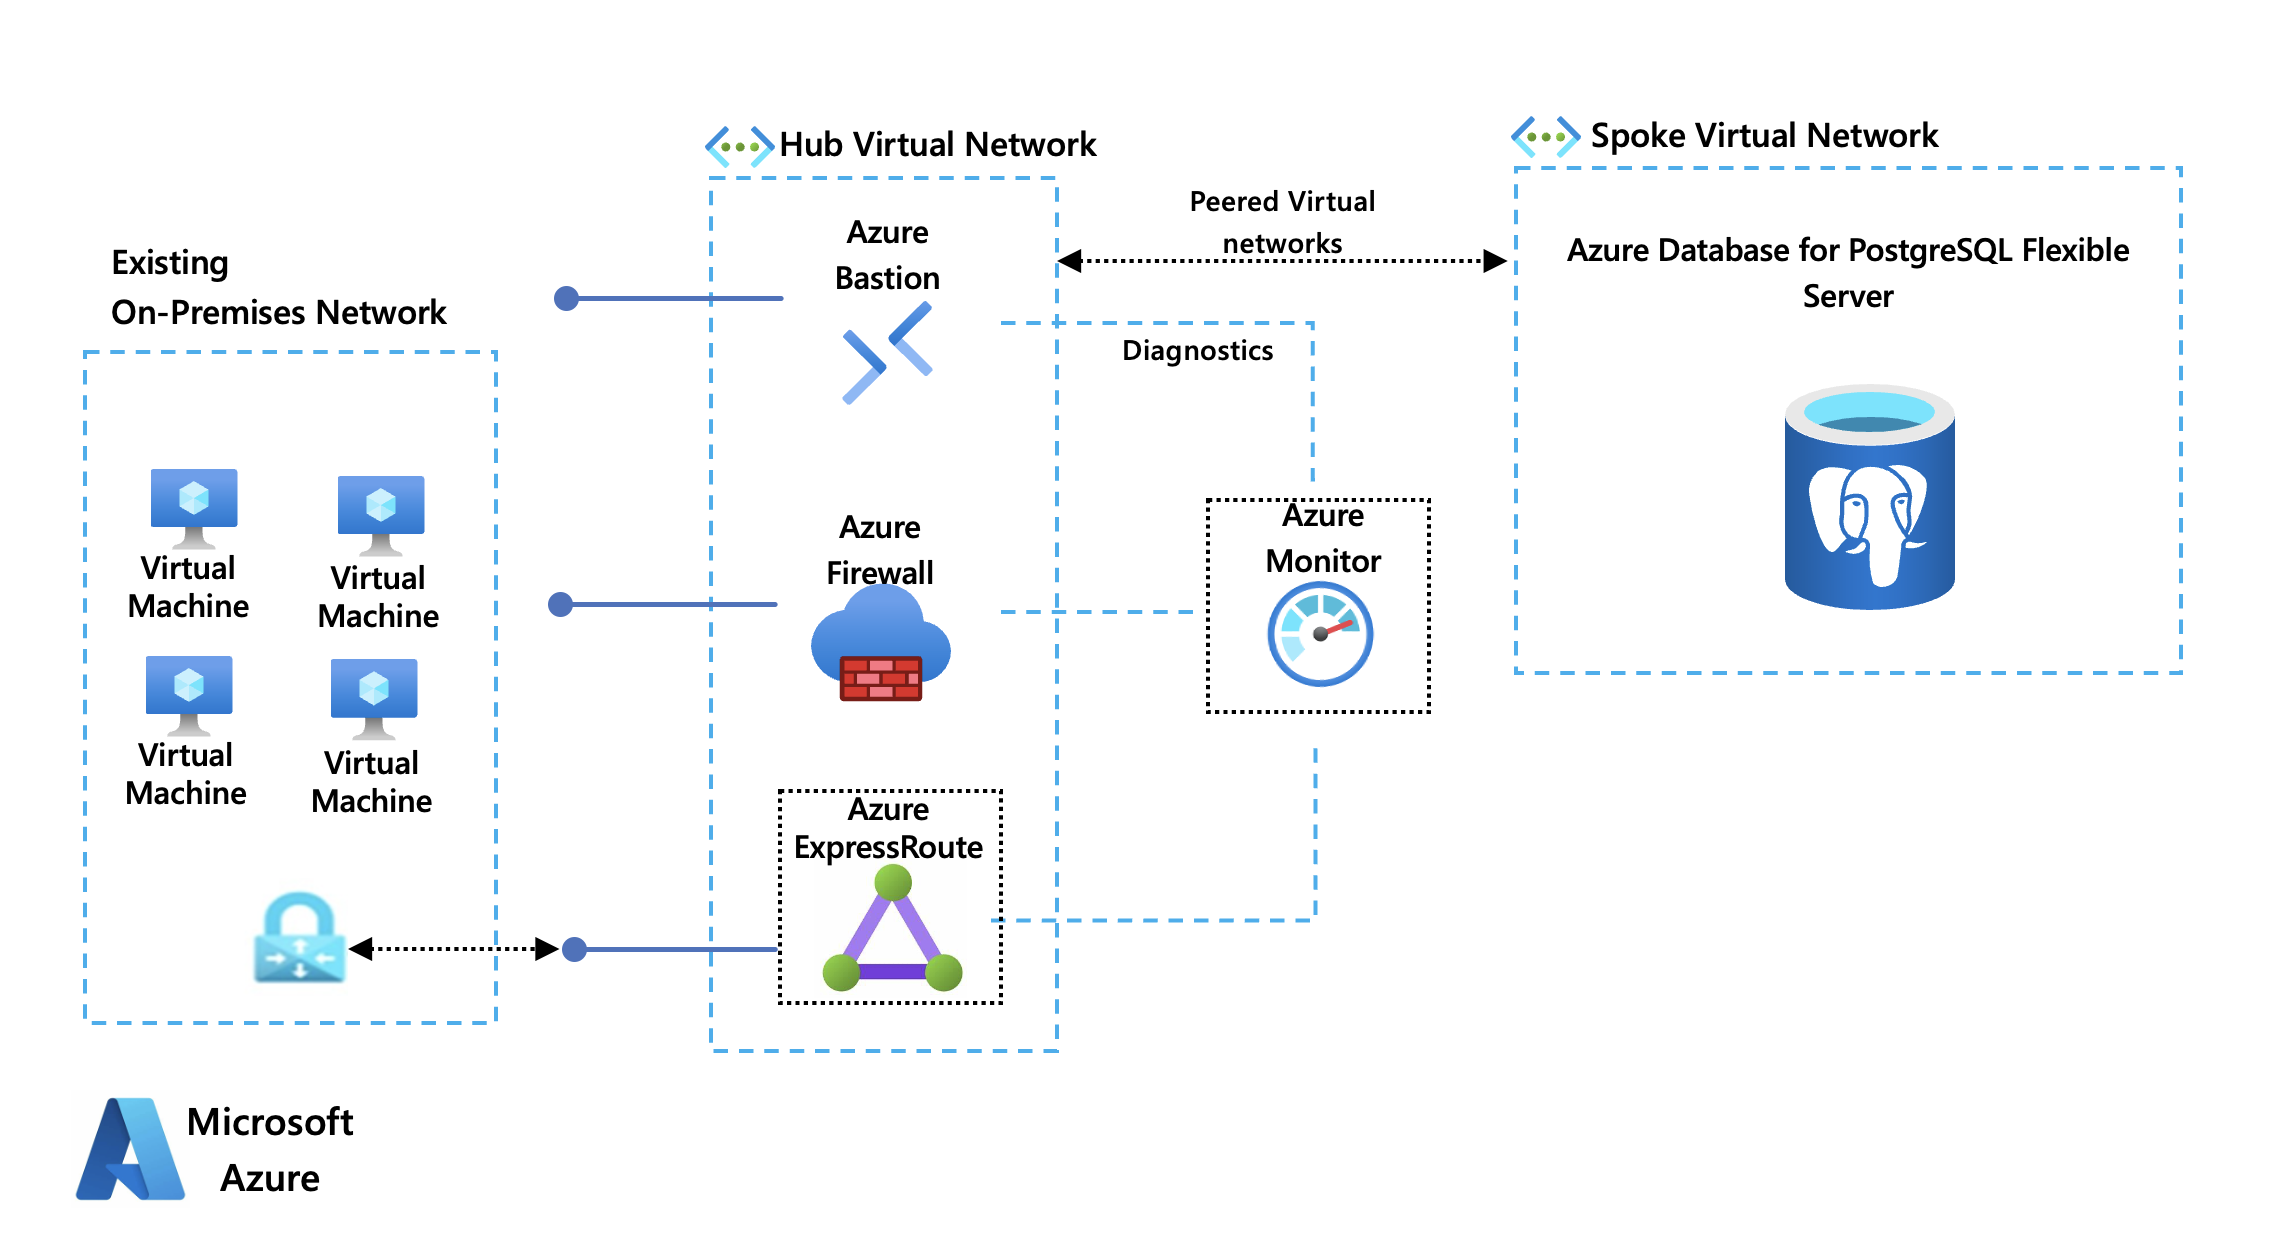 Existing
On-Premises Network
Virtual
Machine
Virtual
Machine
Virtual
Machine
Virtual
Machine
Hub Virtual Network
Azure
Bastion
Azure
Firewall
Azure
ExpressRoute
Peered Virtual
networks
Diagnostics
Azure
Monitor
Spoke Virtual Network
Azure Database for PostgreSQL Flexible
Server
Microsoft
Azure